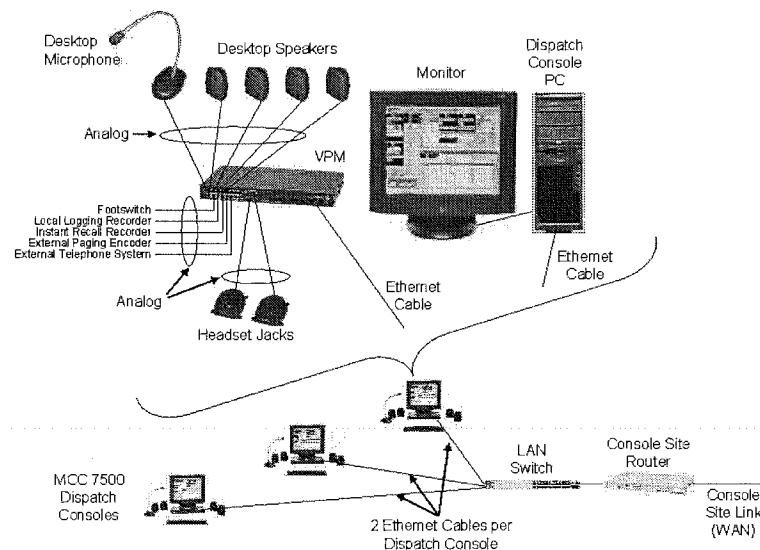 Desktop
Microphone
Desktop Speakers
Monitor
Dispatch
Console
PC
Analog
VPM
Footswitch
Local Logging Recorder
Instant Recall Recorder
External Paging Encoder
External Telephone System
Analog
Headset Jacks
Ethernet
Cable
Ethernet
Cable
MCC 7500
Dispatch
Consoles
LAN
Switch
Console Site
Router
2 Ethernet Cables per
Dispatch Console
Console
Site Link
(WAN)